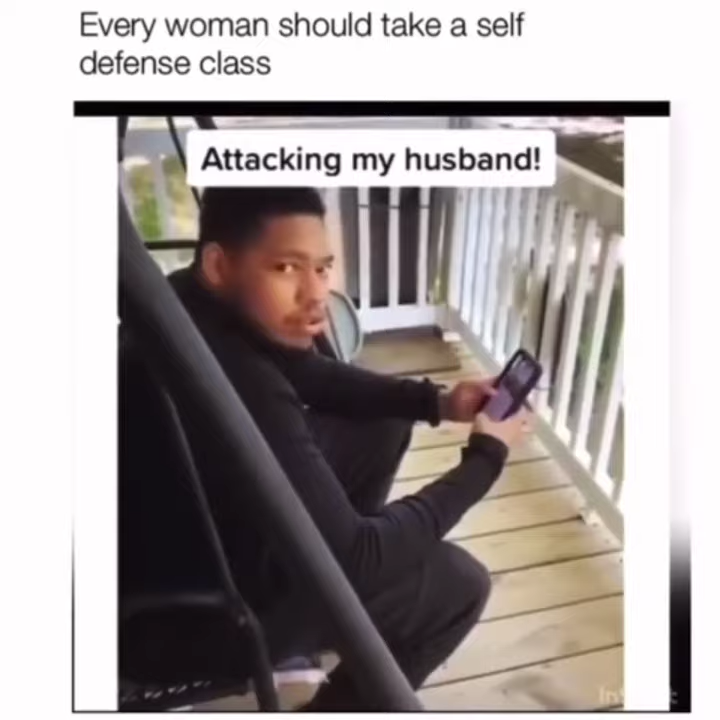 Every woman should take a self
defense class
Attacking my husband!